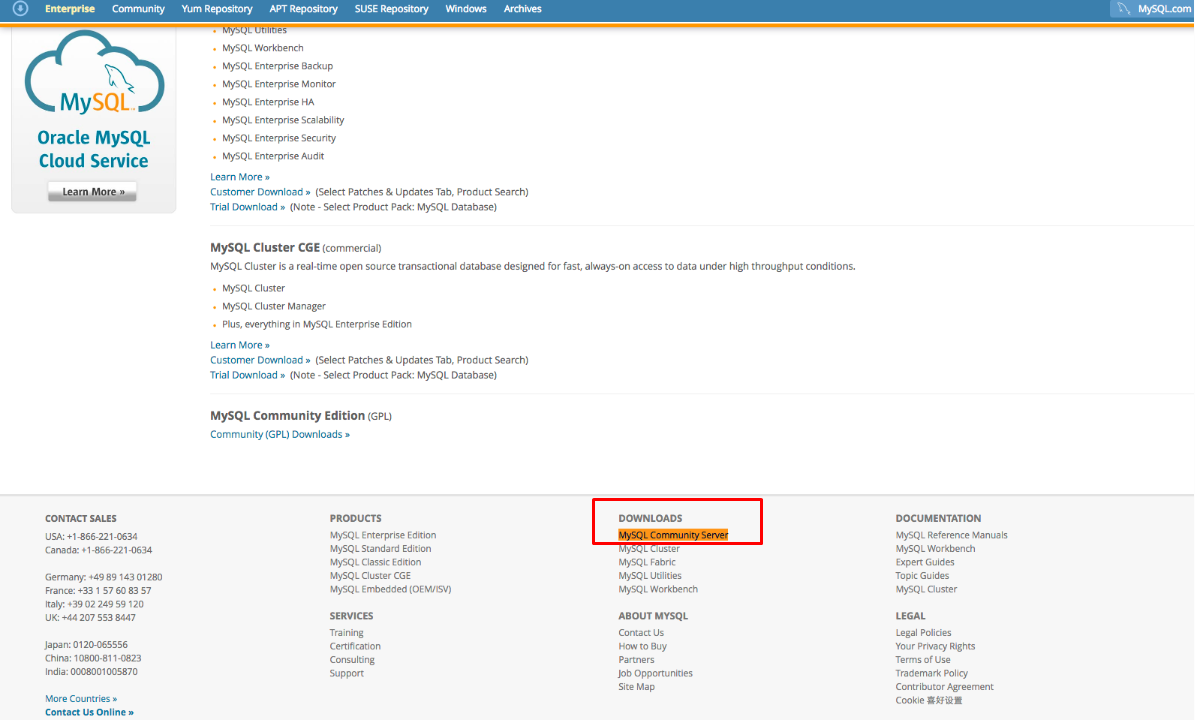 Enterprise Community Yum Repository APT Repository SUSE Repository Windows Archives MySQL.com
MySQL
Oracle MySQL
Cloud Service
Learn More »
MySQL Utilities
MySQL Workbench
MySQL Enterprise Backup
MySQL Enterprise Monitor
MySQL Enterprise HA
MySQL Enterprise Scalability
MySQL Enterprise Security
MySQL Enterprise Audit
Learn More »
Customer Download » (Select Patches & Updates Tab, Product Search)
Trial Download » (Note - Select Product Pack: MySQL Database)
MySQL Cluster CGE (commercial)
MySQL Cluster is a real-time open source transactional database designed for fast, always-on access to data under high throughput conditions.
MySQL Cluster
MySQL Cluster Manager
Plus, everything in MySQL Enterprise Edition
Learn More »
Customer Download » (Select Patches & Updates Tab, Product Search)
Trial Download » (Note - Select Product Pack: MySQL Database)
MySQL Community Edition (GPL)
Community (GPL) Downloads »
CONTACT SALES
USA: +1-866-221-0634
Canada: +1-866-221-0634
Germany: +49 89 143 01280
France: +33 1 57 60 83 57
Italy: +39 02 249 59 120
UK: +44 207 553 8447
Japan: 0120-065556
China: 10800-811-0823
India: 0008001005870
More Countries »
Contact Us Online »
PRODUCTS
MySQL Enterprise Edition
MySQL Standard Edition
MySQL Classic Edition
MySQL Cluster CGE
MySQL Embedded (OEM/ISV)
SERVICES
Training
Certification
Consulting
Support
DOWNLOADS
MySQL Community Server
MySQL Cluster
MySQL Fabric
MySQL Utilities
MySQL Workbench
ABOUT MYSQL
Contact Us
How to Buy
Partners
Job Opportunities
Site Map
DOCUMENTATION
MySQL Reference Manuals
MySQL Workbench
Expert Guides
Topic Guides
MySQL Cluster
LEGAL
Legal Policies
Your Privacy Rights
Terms of Use
Trademark Policy
Contributor Agreement
Cookie 喜好设置